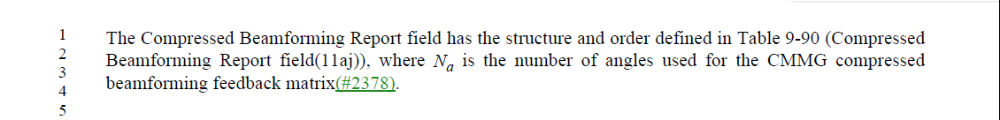 1
2
3
4
5
The Compressed Beamforming Report field has the structure and order defined in Table 9-90 (Compressed
Beamforming Report field(11aj)), where Nₐ is the number of angles used for the CMMG compressed
beamforming feedback matrix(#2378).